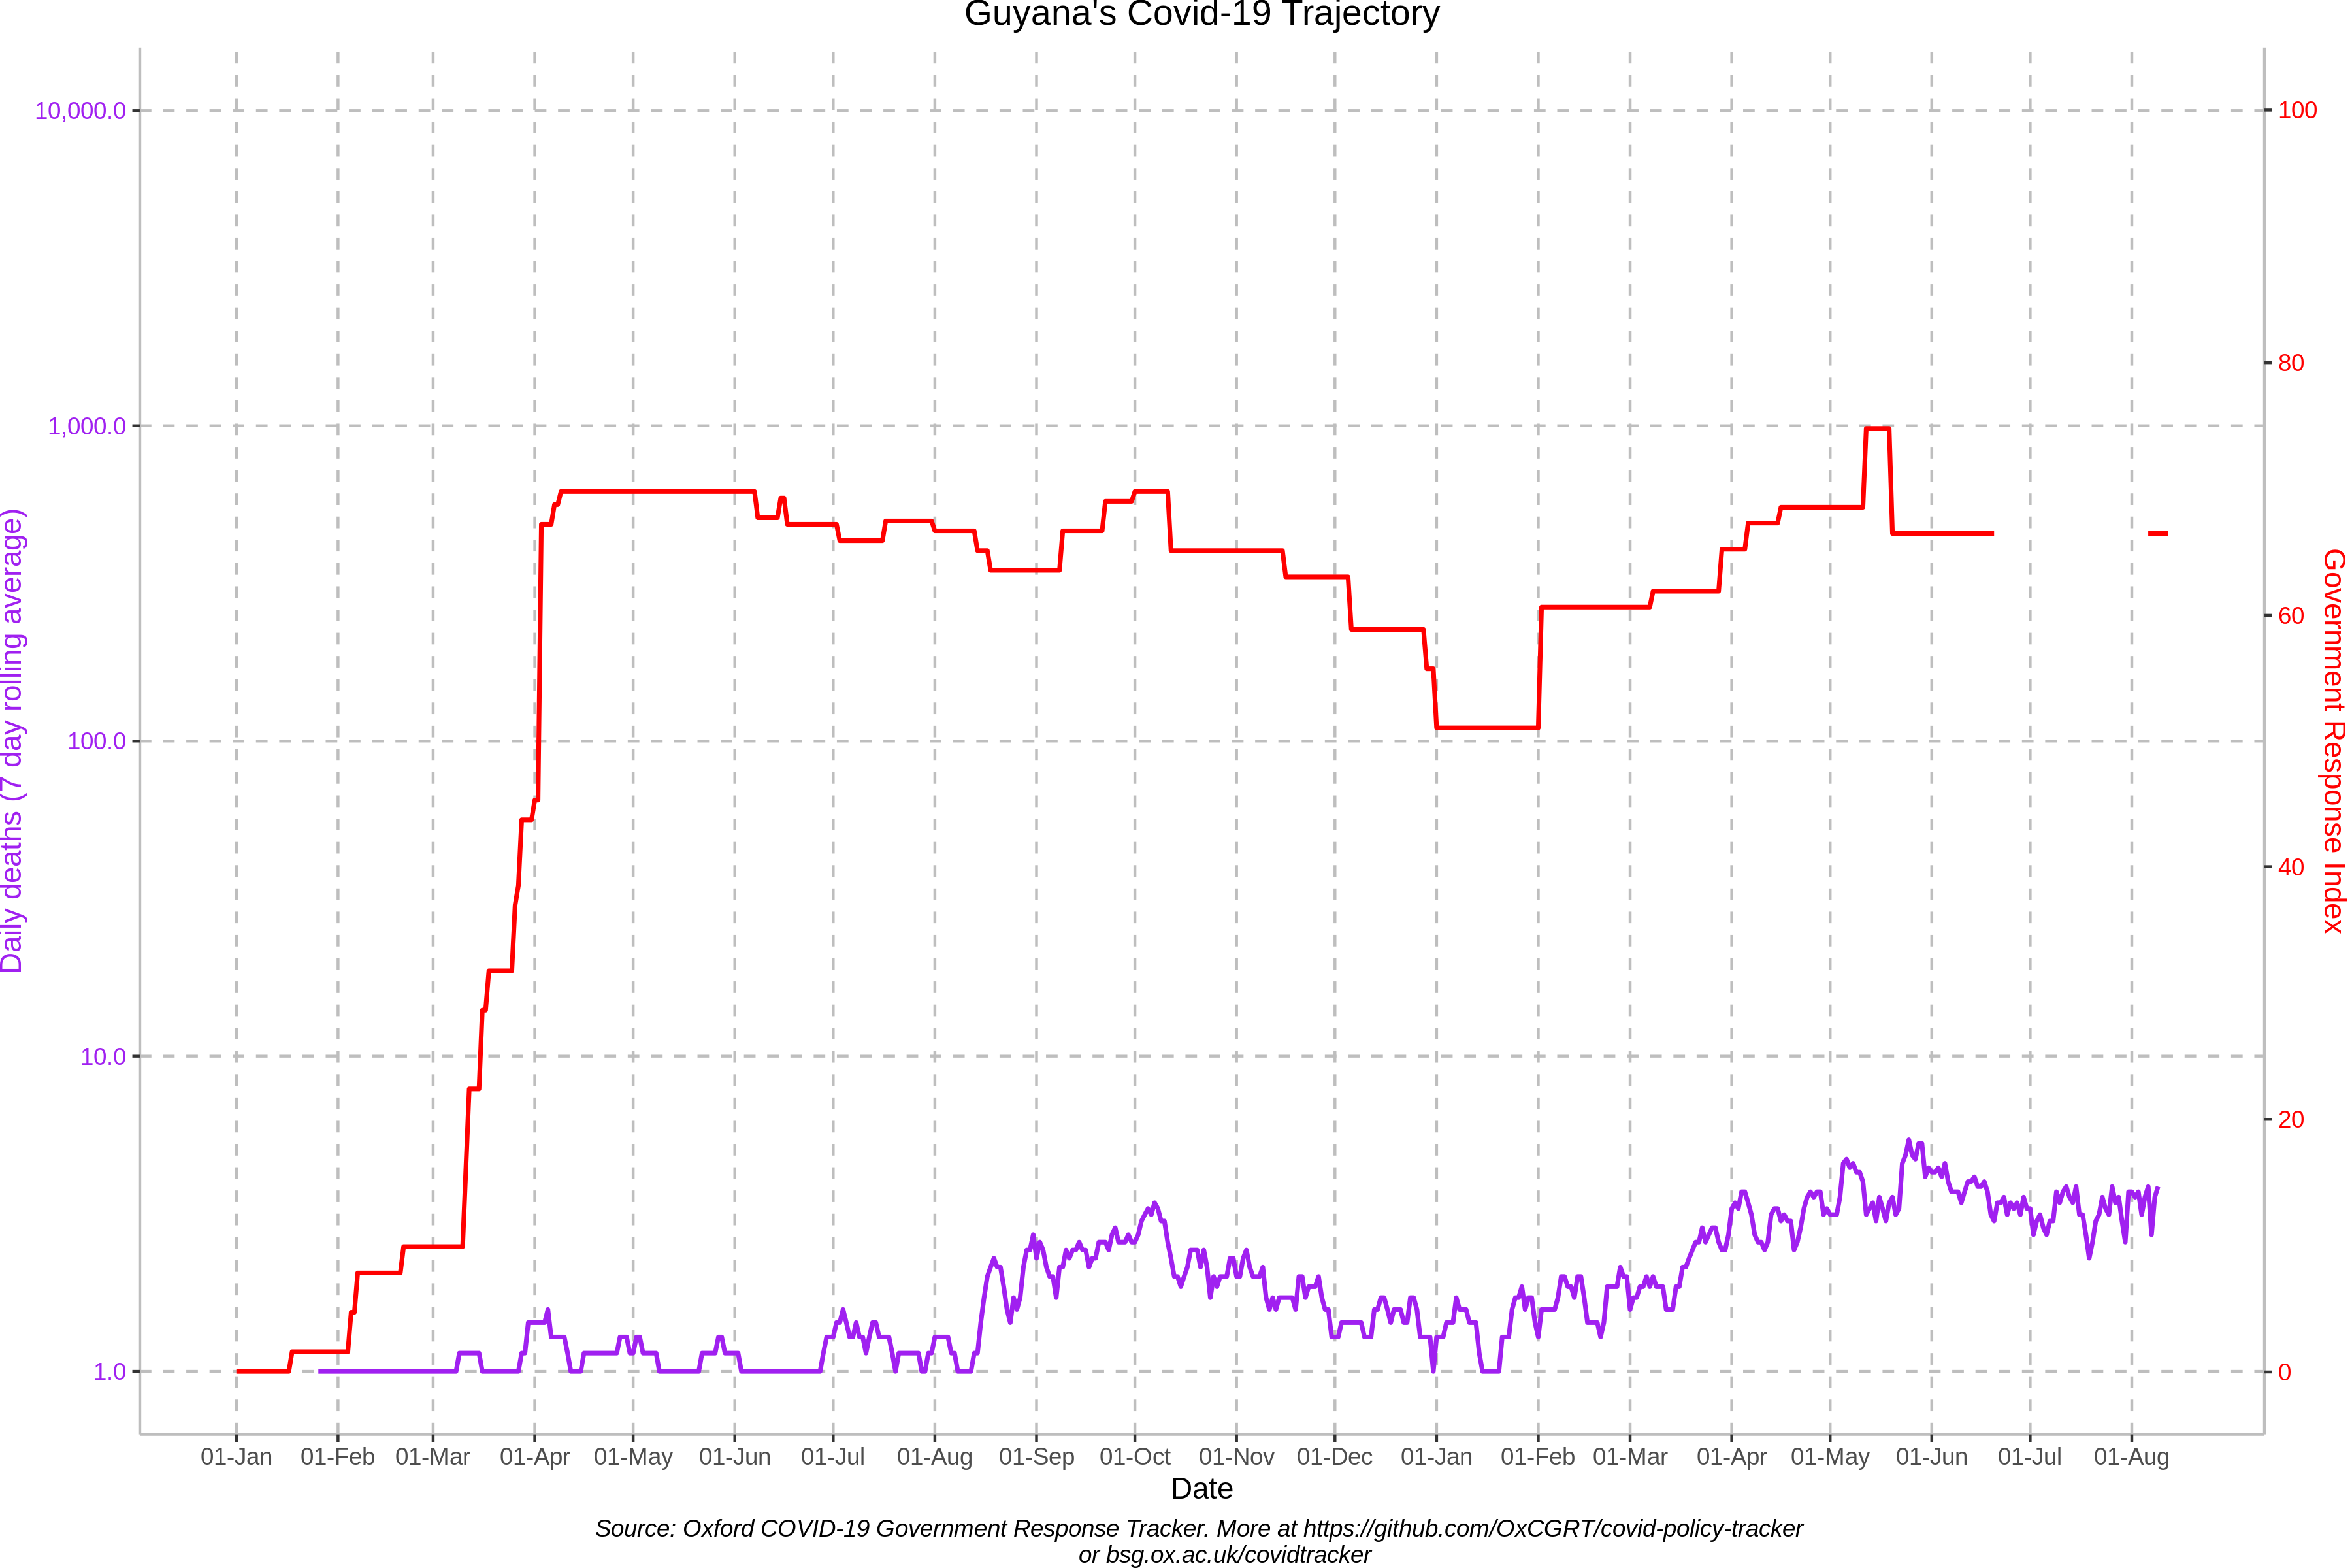 Guyana's Covid-19 Trajectory
10,000.0
1,000.0
100.0
10.0
1.0
Daily deaths (7 day rolling average)
100
80
60
40
20
0
Government Response Index
01-Jan 01-Feb 01-Mar 01-Apr 01-May 01-Jun 01-Jul 01-Aug 01-Sep 01-Oct 01-Nov 01-Dec 01-Jan 01-Feb 01-Mar 01-Apr 01-May 01-Jun 01-Jul 01-Aug
Date
Source: Oxford COVID-19 Government Response Tracker. More at https://github.com/OxCGRT/covid-policy-tracker
or bsg.ox.ac.uk/covidtracker